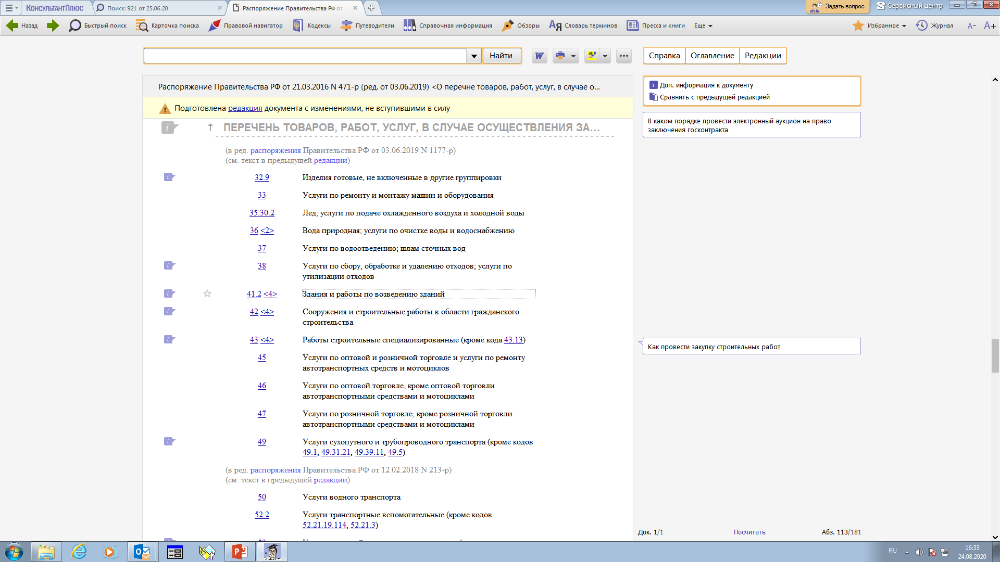 КонсультантПлюс
Поиск: 921 от 25.06.20
Распоряжение Правительства РФ от
Задать вопрос
Сервисный центр
Назад
Быстрый поиск
Карточка поиска
Правовой навигатор
Кодексы
Путеводители
Справочная информация
Обзоры
Словарь терминов
Пресса и книги
Еще
Избранное
Журнал
А−
А+
Найти
Справка
Оглавление
Редакции
Распоряжение Правительства РФ от 21.03.2016 N 471-р (ред. от 03.06.2019) <О перечне товаров, работ, услуг, в случае о...
Доп. информация к документу
Сравнить с предыдущей редакцией
Подготовлена редакция документа с изменениями, не вступившими в силу
В каком порядке провести электронный аукцион на право
заключения госконтракта
ПЕРЕЧЕНЬ ТОВАРОВ, РАБОТ, УСЛУГ, В СЛУЧАЕ ОСУЩЕСТВЛЕНИЯ ЗА...
(в ред. распоряжения Правительства РФ от 03.06.2019 N 1177-р)
(см. текст в предыдущей редакции)
32.9 Изделия готовые, не включенные в другие группировки
33 Услуги по ремонту и монтажу машин и оборудования
35.30.2 Лед; услуги по подаче охлажденного воздуха и холодной воды
36 <2> Вода природная; услуги по очистке воды и водоснабжению
37 Услуги по водоотведению; шлам сточных вод
38 Услуги по сбору, обработке и удалению отходов; услуги по
утилизации отходов
41.2 <4> Здания и работы по возведению зданий
42 <4> Сооружения и строительные работы в области гражданского
строительства
43 <4> Работы строительные специализированные (кроме кода 43.13)
Как провести закупку строительных работ
45 Услуги по оптовой и розничной торговле и услуги по ремонту
автотранспортных средств и мотоциклов
46 Услуги по оптовой торговле, кроме оптовой торговли
автотранспортными средствами и мотоциклами
47 Услуги по розничной торговле, кроме розничной торговли
автотранспортными средствами и мотоциклами
49 Услуги сухопутного и трубопроводного транспорта (кроме кодов
49.1, 49.31.21, 49.39.11, 49.5)
(в ред. распоряжения Правительства РФ от 12.02.2018 N 213-р)
(см. текст в предыдущей редакции)
50 Услуги водного транспорта
52.2 Услуги транспортные вспомогательные (кроме кодов
52.21.19.114, 52.21.3)
Док. 1/1
Посчитать
Абз. 113/181
RU
16:33
24.08.2020